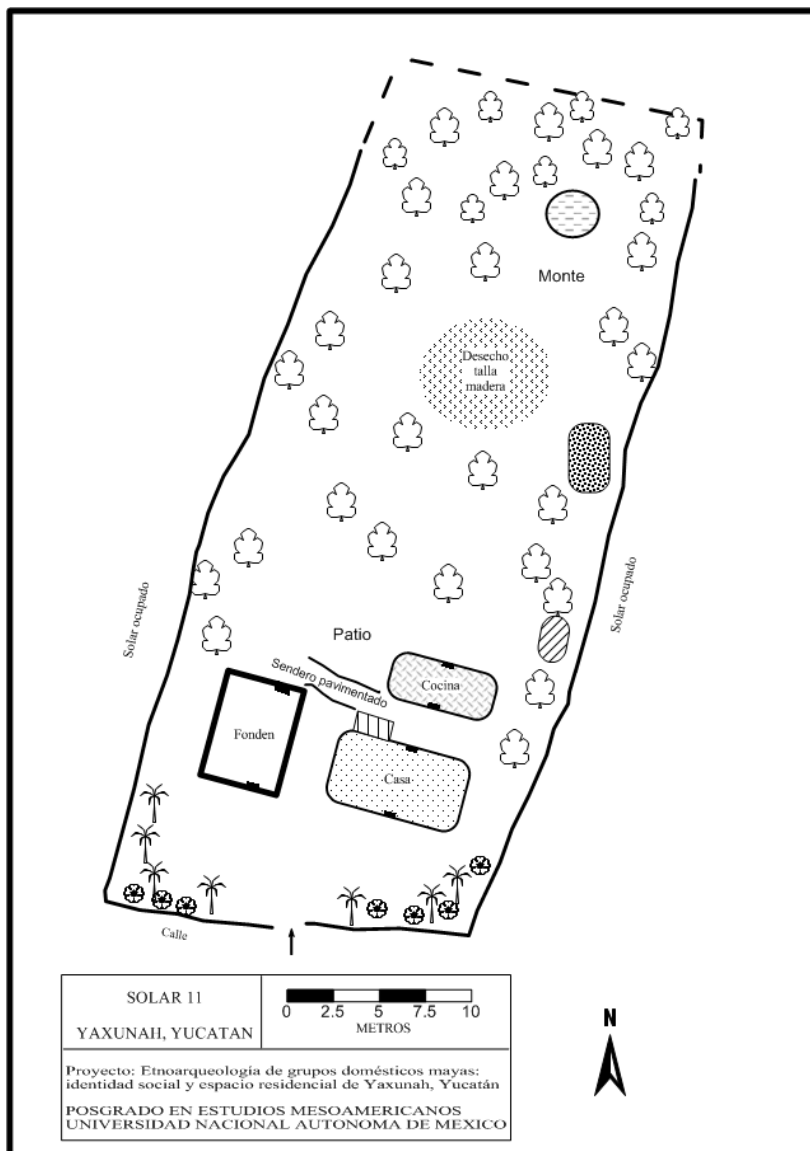 Monte
Desecho
talla
madera
Solar ocupado
Solar ocupado
Patio
Sendero pavimentado
Cocina
Fonden
Casa
Calle
SOLAR 11
YAXUNAH, YUCATAN
0 2.5 5 7.5 10
METROS
N
Proyecto: Etnoarqueología de grupos domésticos mayas:
identidad social y espacio residencial de Yaxunah, Yucatán
POSGRADO EN ESTUDIOS MESOAMERICANOS
UNIVERSIDAD NACIONAL AUTONOMA DE MEXICO